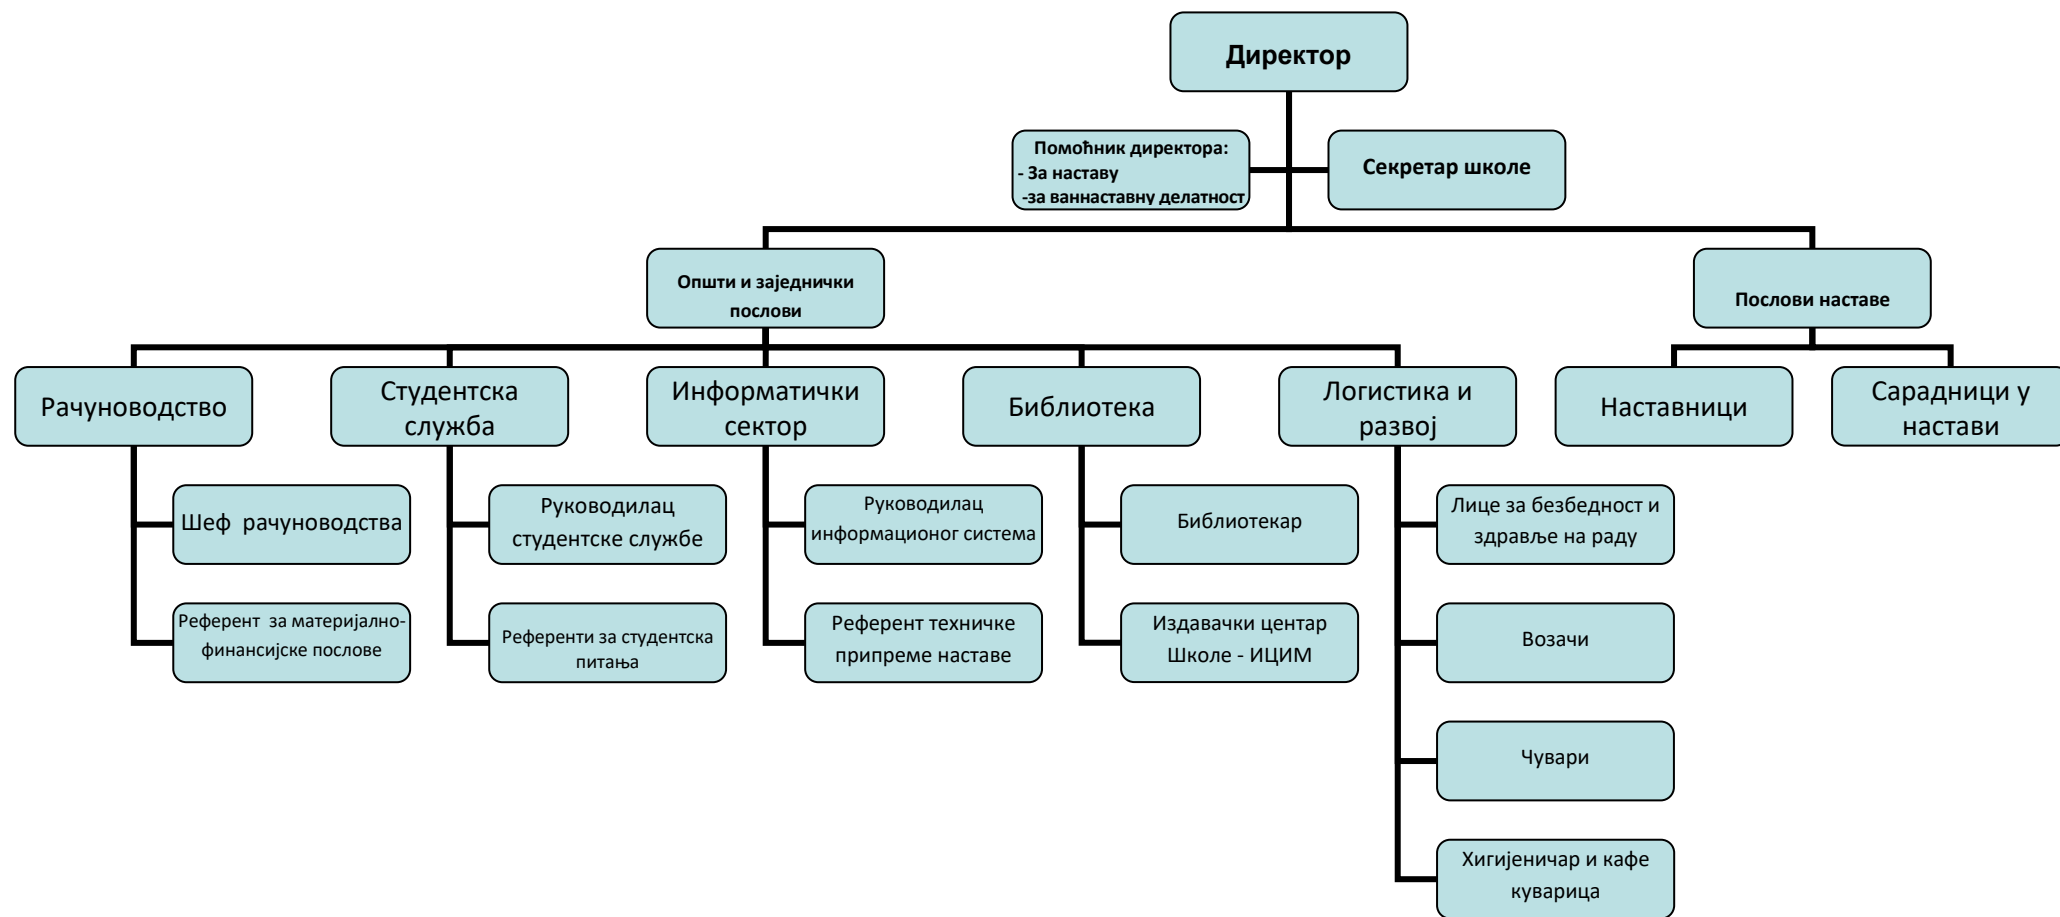 Директор
Помоћник директора:
- За наставу
-за ваннаставну делатност
Секретар школе
Општи и заједнички
послови
Послови наставе
Рачуноводство
Студентска
служба
Информатички
сектор
Библиотека
Логистика и
развој
Наставници
Сарадници у
настави
Шеф рачуноводства
Руководилац
студентске службе
Руководилац
информационог система
Библиотекар
Лице за безбедност и
здравље на раду
Референт за материјално-
финансијске послове
Референти за студентска
питања
Референт техничке
припреме наставе
Издавачки центар
Школе - ИЦИМ
Возачи
Чувари
Хигијеничар и кафе
куварица